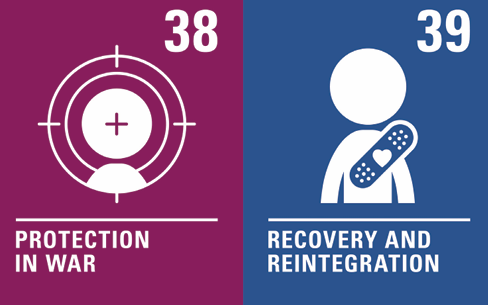 38
PROTECTION
IN WAR
39
RECOVERY AND
REINTEGRATION